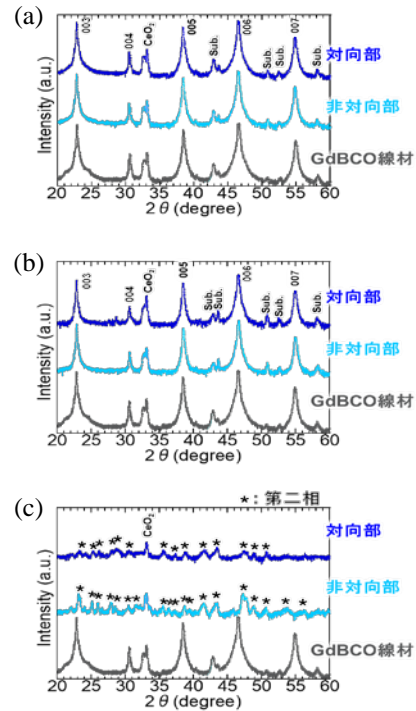 (a)
003
004
CeO2
005
Sub.
006
Sub.
Sub.
007
Sub.
対向部
非対向部
GdBCO線材
Intensity (a.u.)
20 25 30 35 40 45 50 55 60
2 θ (degree)
(b)
003
004
CeO2
005
Sub.
Sub.
006
Sub.
Sub.
007
Sub.
対向部
非対向部
GdBCO線材
Intensity (a.u.)
20 25 30 35 40 45 50 55 60
2 θ (degree)
(c)
*: 第二相
CeO2
対向部
非対向部
GdBCO線材
Intensity (a.u.)
20 25 30 35 40 45 50 55 60
2 θ (degree)